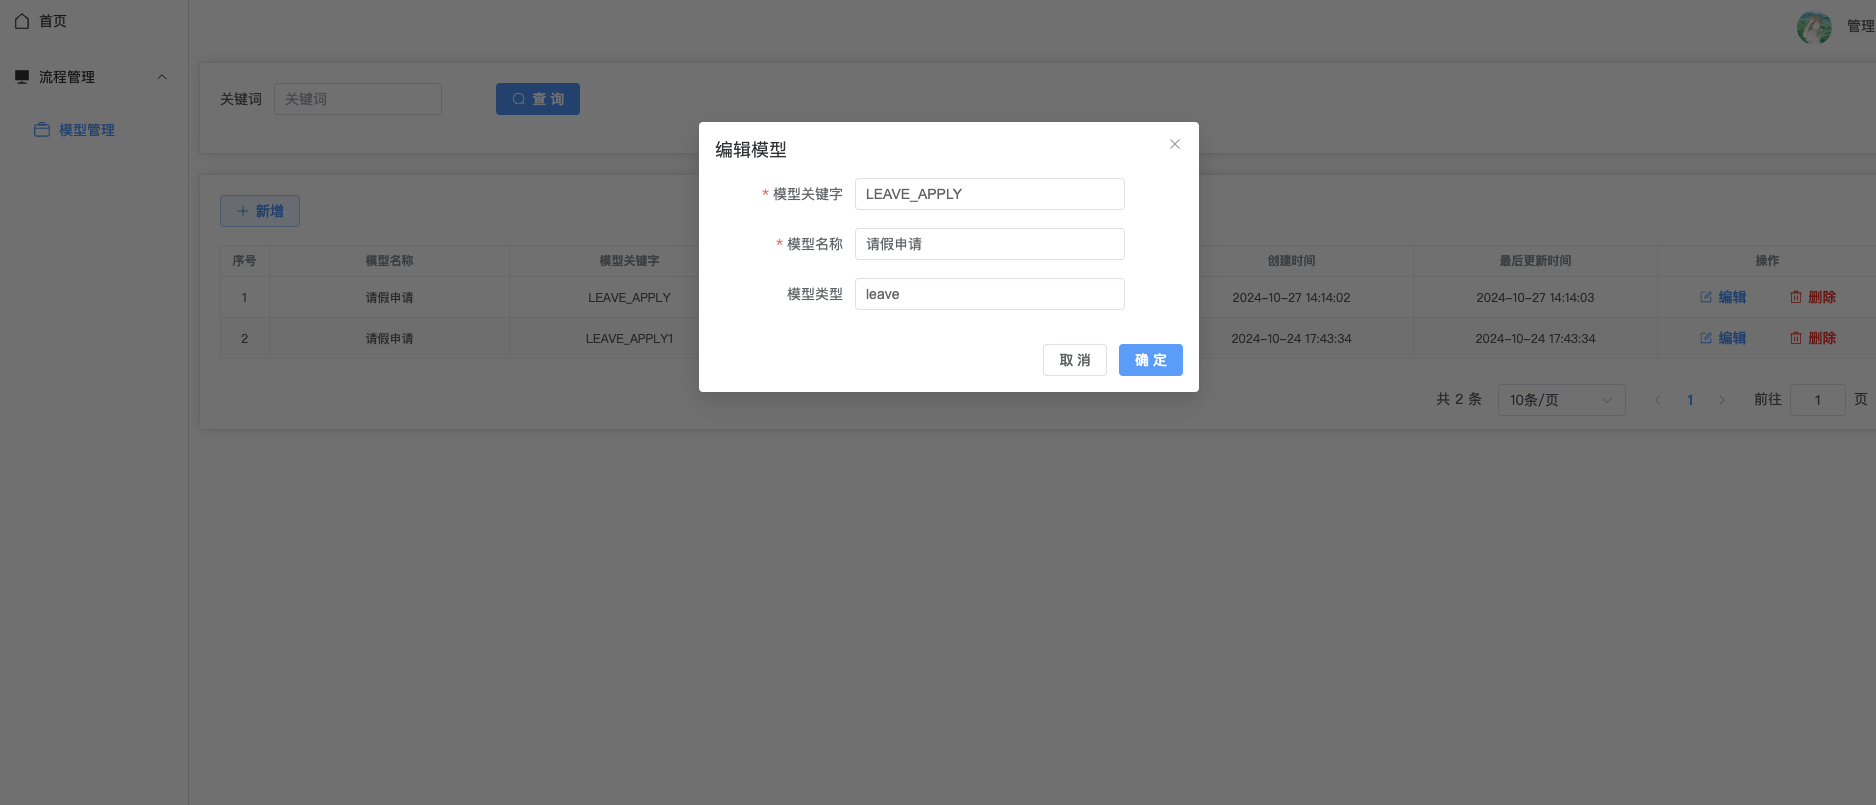 首页
管理
流程管理
模型管理
关键词 关键词 查 询
编辑模型
* 模型关键字 LEAVE_APPLY
* 模型名称 请假申请
模型类型 leave
取 消 确 定
新增
序号 模型名称 模型关键字 创建时间 最后更新时间 操作
1 请假申请 LEAVE_APPLY 2024-10-27 14:14:02 2024-10-27 14:14:03 编辑 删除
2 请假申请 LEAVE_APPLY1 2024-10-24 17:43:34 2024-10-24 17:43:34 编辑 删除
共 2 条 10条/页 1 前往 1 页